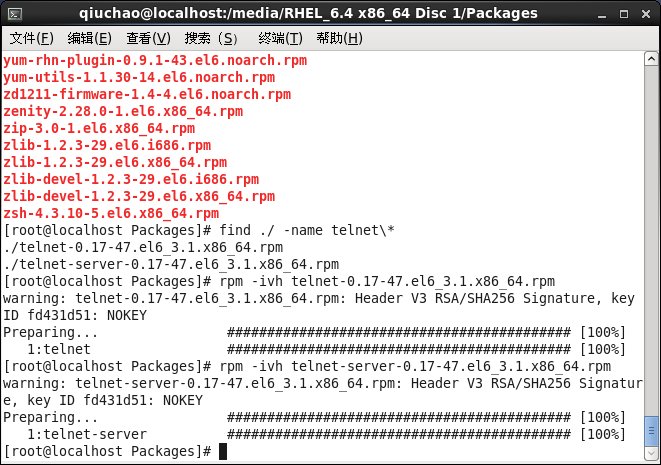 qiuchao@localhost:/media/RHEL_6.4 x86_64 Disc 1/Packages
文件(F) 编辑(E) 查看(V) 搜索 (S) 终端(T) 帮助(H)
yum-rhn-plugin-0.9.1-43.el6.noarch.rpm
yum-utils-1.1.30-14.el6.noarch.rpm
zd1211-firmware-1.4-4.el6.noarch.rpm
zenity-2.28.0-1.el6.x86_64.rpm
zip-3.0-1.el6.x86_64.rpm
zlib-1.2.3-29.el6.i686.rpm
zlib-1.2.3-29.el6.x86_64.rpm
zlib-devel-1.2.3-29.el6.i686.rpm
zlib-devel-1.2.3-29.el6.x86_64.rpm
zsh-4.3.10-5.el6.x86_64.rpm
[root@localhost Packages]# find ./ -name telnet\*
./telnet-0.17-47.el6_3.1.x86_64.rpm
./telnet-server-0.17-47.el6_3.1.x86_64.rpm
[root@localhost Packages]# rpm -ivh telnet-0.17-47.el6_3.1.x86_64.rpm
warning: telnet-0.17-47.el6_3.1.x86_64.rpm: Header V3 RSA/SHA256 Signature, key
ID fd431d51: NOKEY
Preparing... ########################################### [100%]
1:telnet ########################################### [100%]
[root@localhost Packages]# rpm -ivh telnet-server-0.17-47.el6_3.1.x86_64.rpm
warning: telnet-server-0.17-47.el6_3.1.x86_64.rpm: Header V3 RSA/SHA256 Signatur
e, key ID fd431d51: NOKEY
Preparing... ########################################### [100%]
1:telnet-server ########################################### [100%]
[root@localhost Packages]#